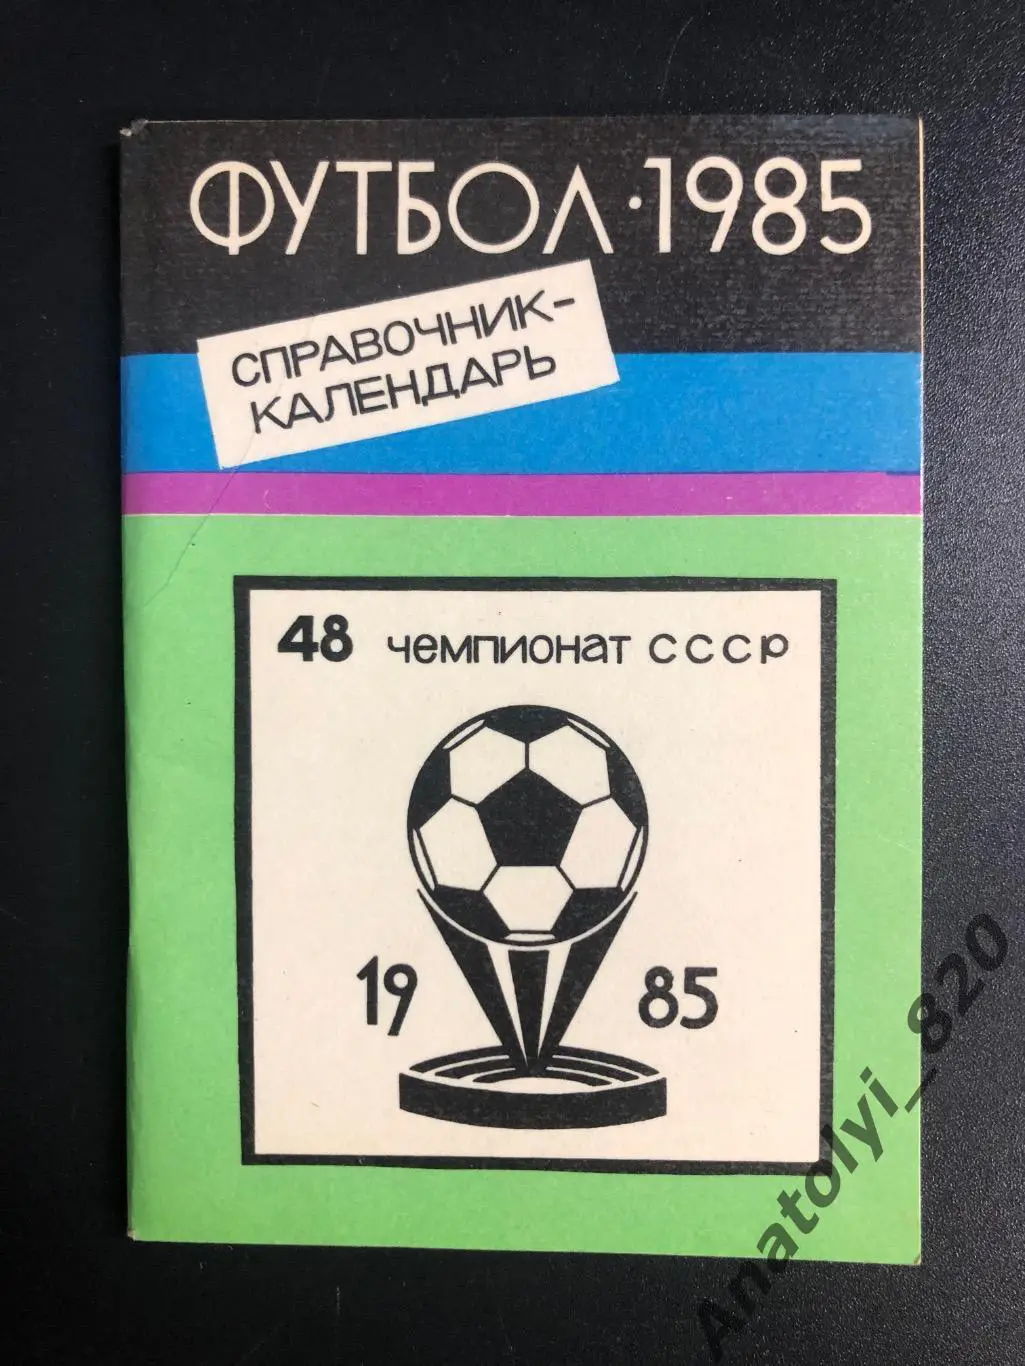 ФУТБОЛ·1985
СПРАВОЧНИК-
КАЛЕНДАРЬ
48 чемпионат СССР
19 85
Anatolyi_820